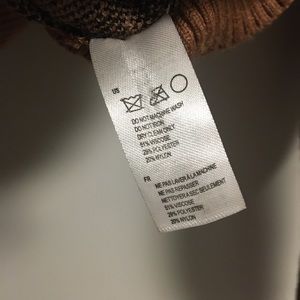 US
DO NOT MACHINE WASH
DO NOT IRON
DRY CLEAN ONLY
51% VISCOSE
29% POLYESTER
20% NYLON
FR
NE PAS LAVER À LA MACHINE
NE PAS REPASSER
NETTOYER A SEC SEULEMENT
51% VISCOSE
29% POLYESTER
20% NYLON